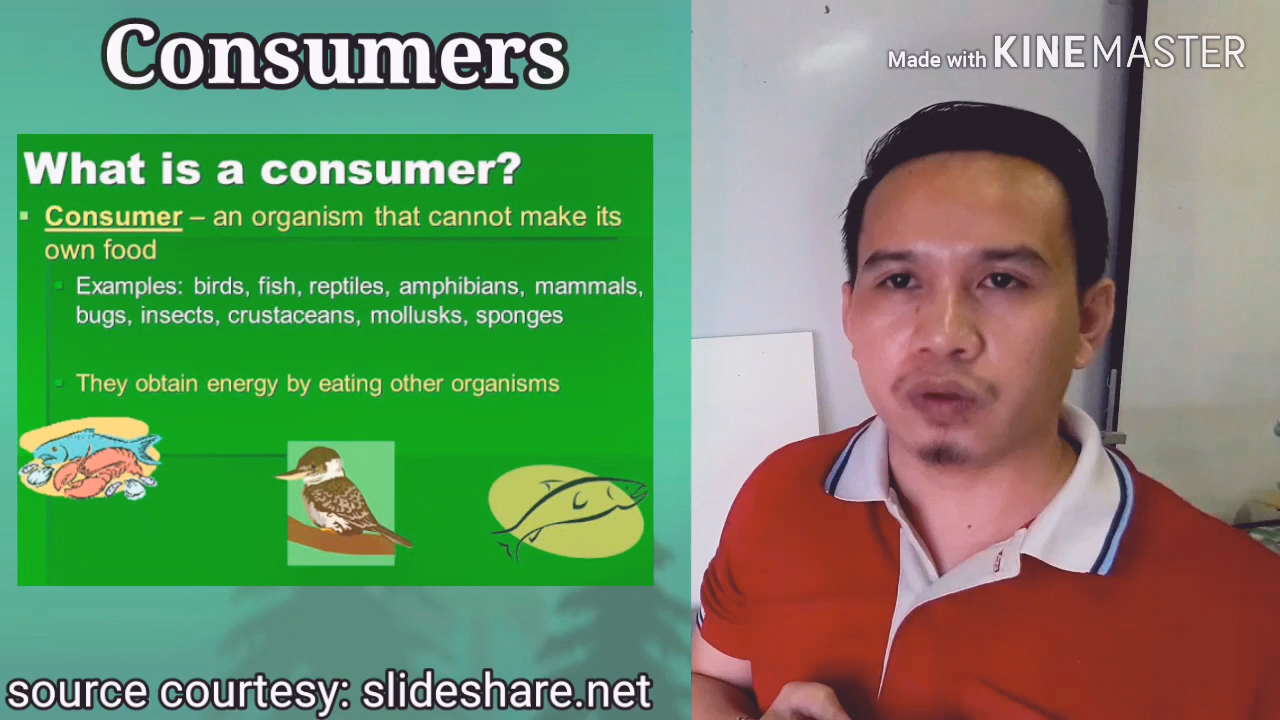 Consumers
Made with KINEMASTER
What is a consumer?
Consumer – an organism that cannot make its
own food
Examples: birds, fish, reptiles, amphibians, mammals,
bugs, insects, crustaceans, mollusks, sponges
They obtain energy by eating other organisms
source courtesy: slideshare.net